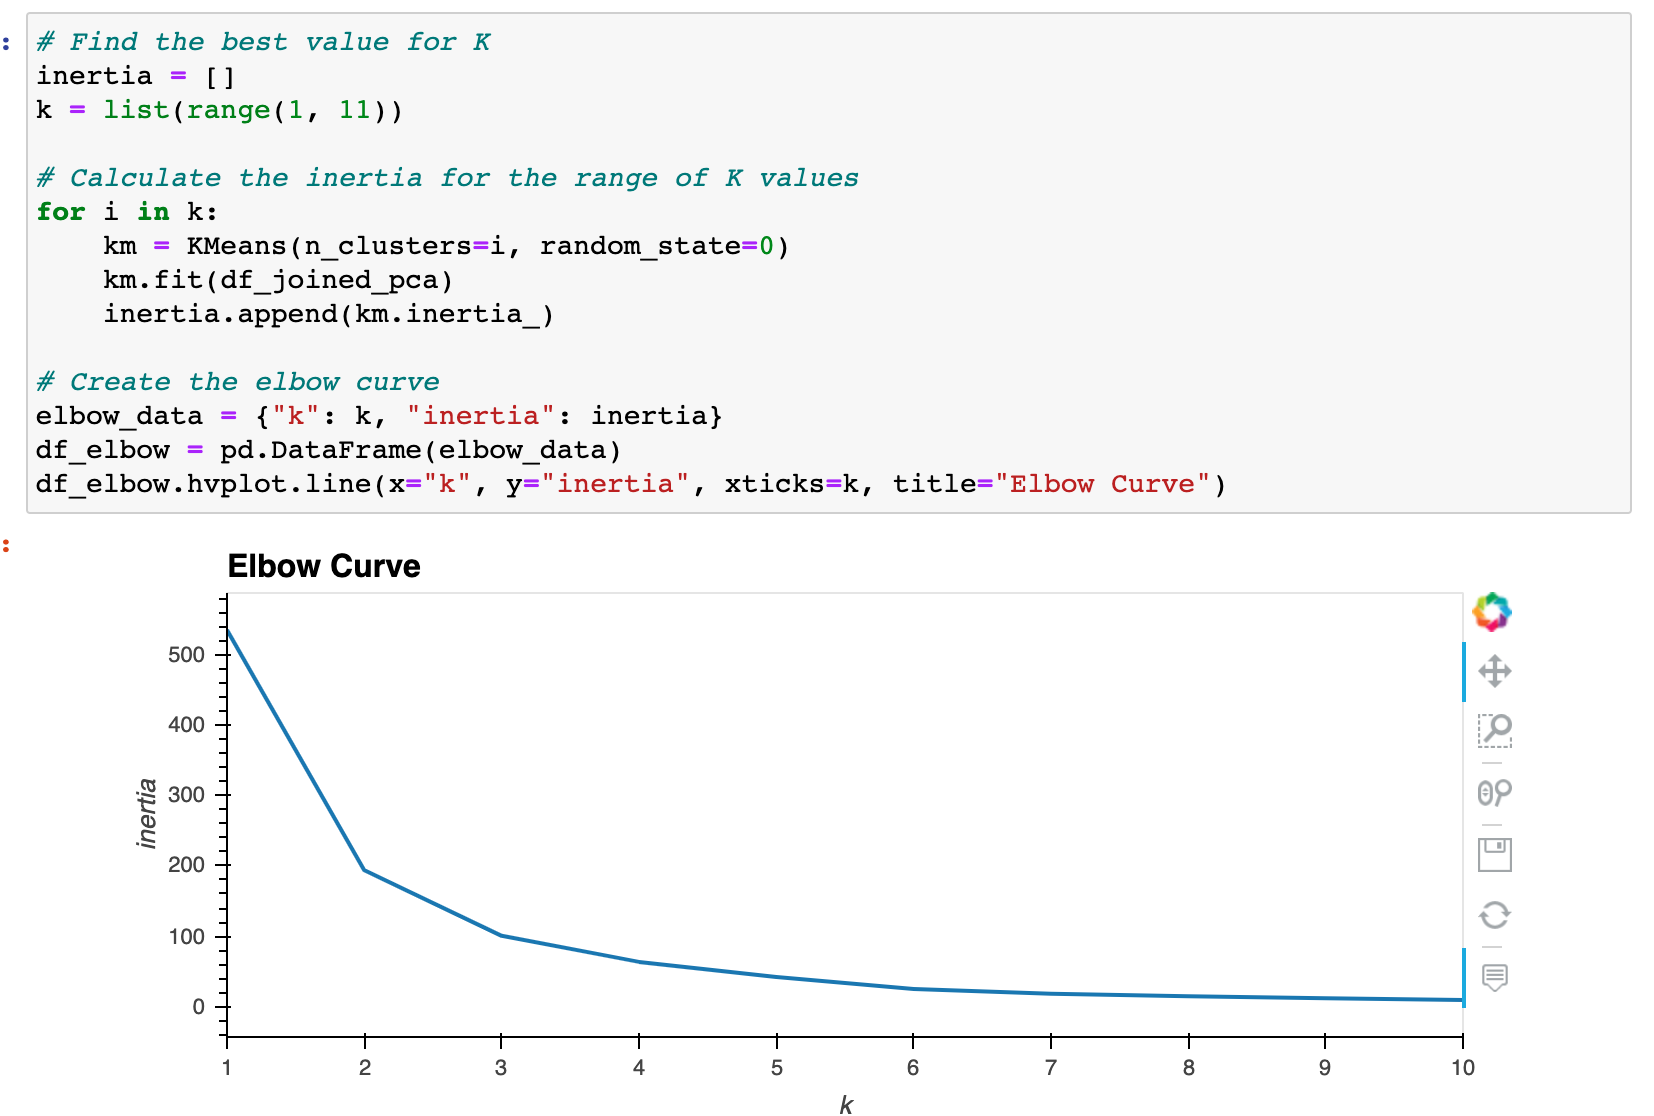 :
# Find the best value for K
inertia = []
k = list(range(1, 11))
# Calculate the inertia for the range of K values
for i in k:
    km = KMeans(n_clusters=i, random_state=0)
    km.fit(df_joined_pca)
    inertia.append(km.inertia_)
# Create the elbow curve
elbow_data = {"k": k, "inertia": inertia}
df_elbow = pd.DataFrame(elbow_data)
df_elbow.hvplot.line(x="k", y="inertia", xticks=k, title="Elbow Curve")
:
Elbow Curve
500
400
300
200
100
0
inertia
1 2 3 4 5 6 7 8 9 10
k